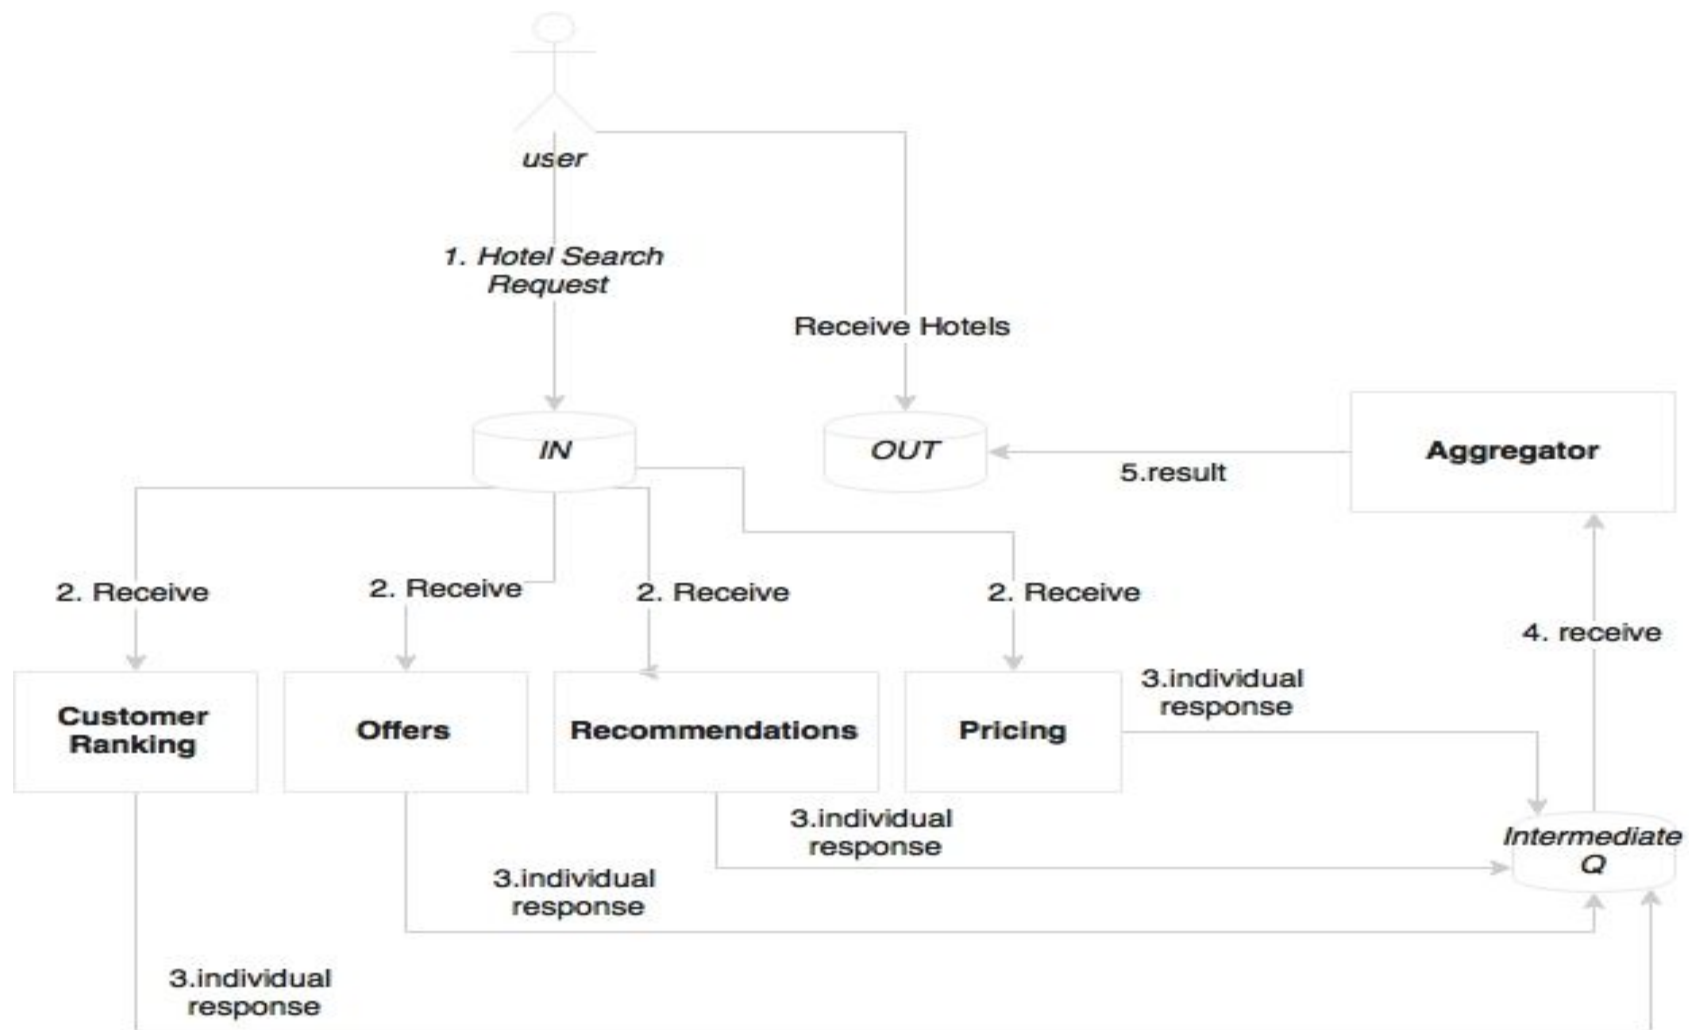 user
1. Hotel Search
Request
Receive Hotels
IN
OUT
Aggregator
5.result
2. Receive
2. Receive
2. Receive
2. Receive
4. receive
Customer
Ranking
Offers
Recommendations
Pricing
3.individual
response
3.individual
response
Intermediate
Q
3.individual
response
3.individual
response